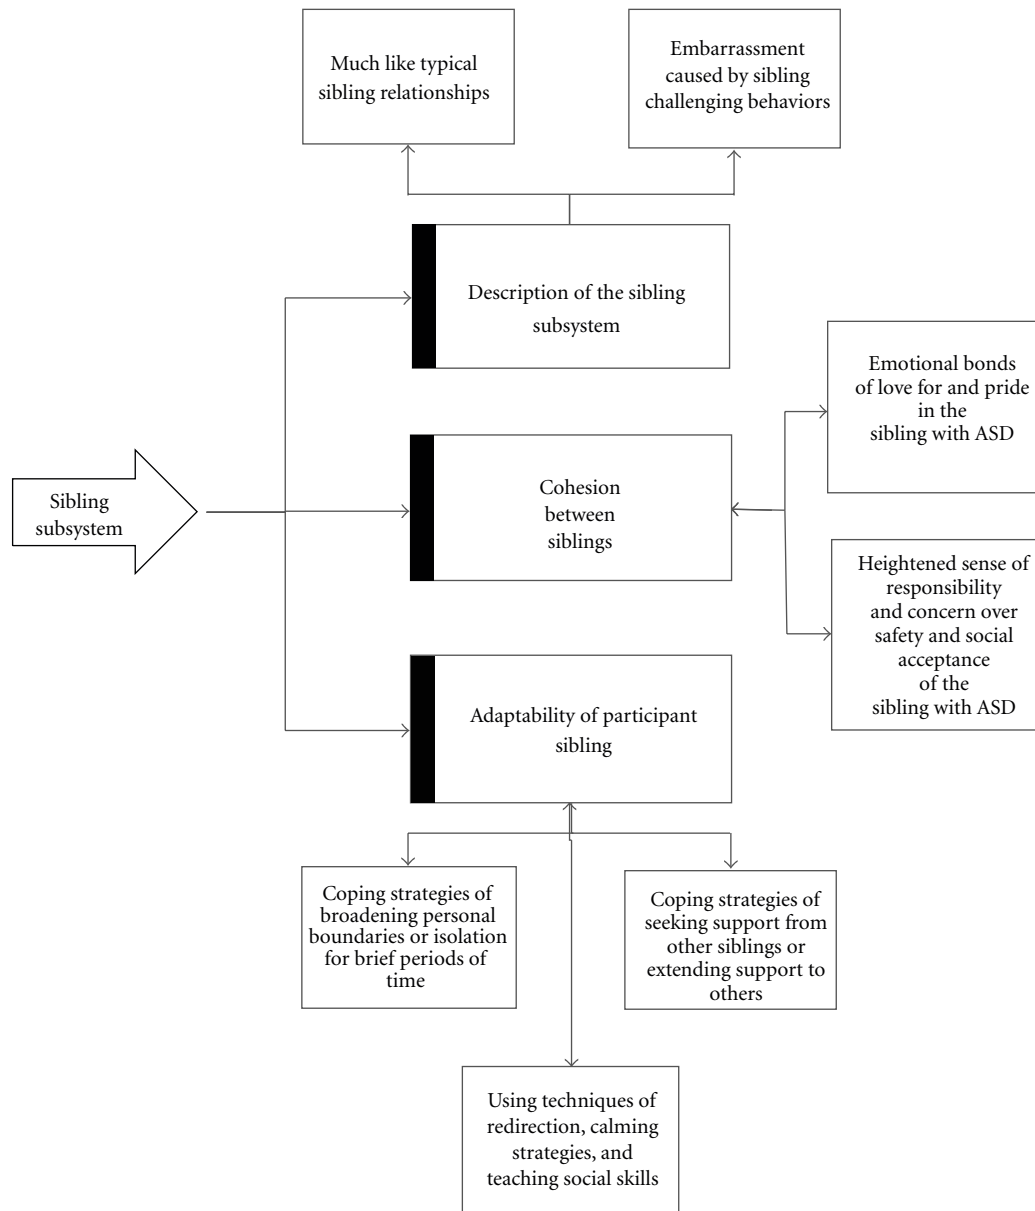 Much like typical
sibling relationships
Embarrassment
caused by sibling
challenging behaviors
Description of the sibling
subsystem
Emotional bonds
of love for and pride
in the
sibling with ASD
Sibling
subsystem
Cohesion
between
siblings
Heightened sense of
responsibility
and concern over
safety and social
acceptance
of the
sibling with ASD
Adaptability of participant
sibling
Coping strategies of
broadening personal
boundaries or isolation
for brief periods of
time
Coping strategies of
seeking support from
other siblings or
extending support to
others
Using techniques of
redirection, calming
strategies, and
teaching social skills